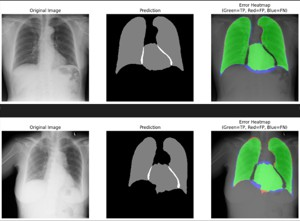 Original Image
Prediction
Error Heatmap
(Green=TP, Red=FP, Blue=FN)
Original Image
Prediction
Error Heatmap
(Green=TP, Red=FP, Blue=FN)
L